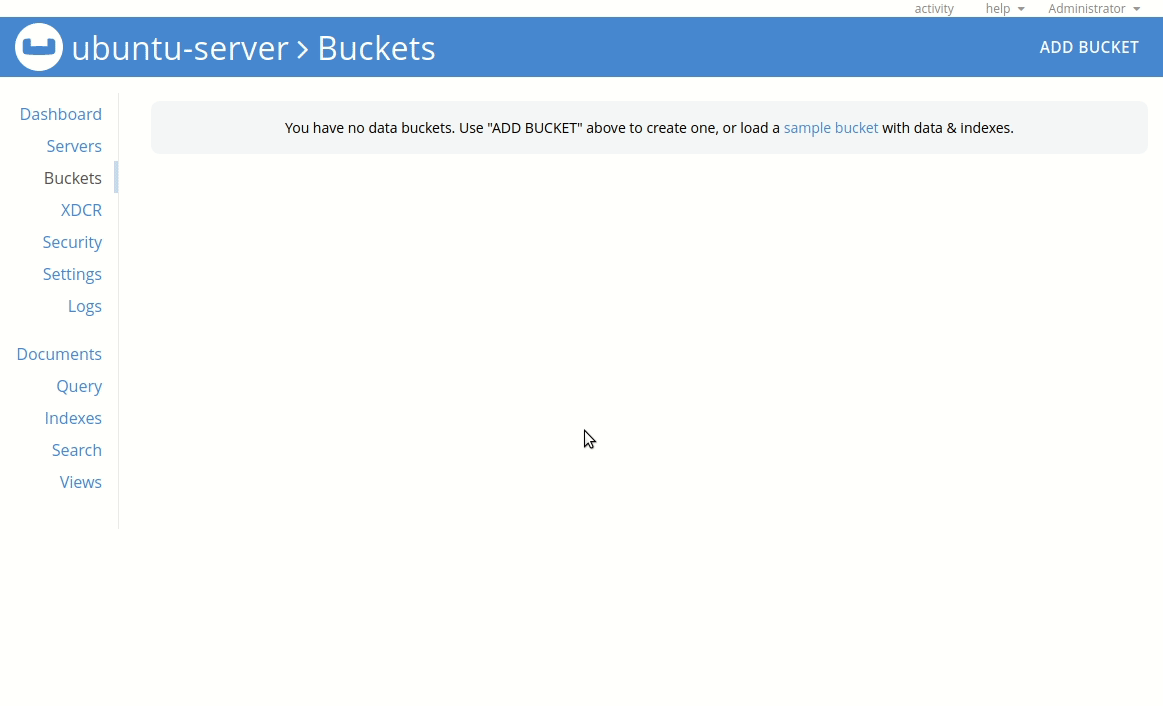 activity help Administrator
ubuntu-server > Buckets ADD BUCKET
Dashboard
Servers
Buckets
XDCR
Security
Settings
Logs
Documents
Query
Indexes
Search
Views
You have no data buckets. Use "ADD BUCKET" above to create one, or load a sample bucket with data & indexes.